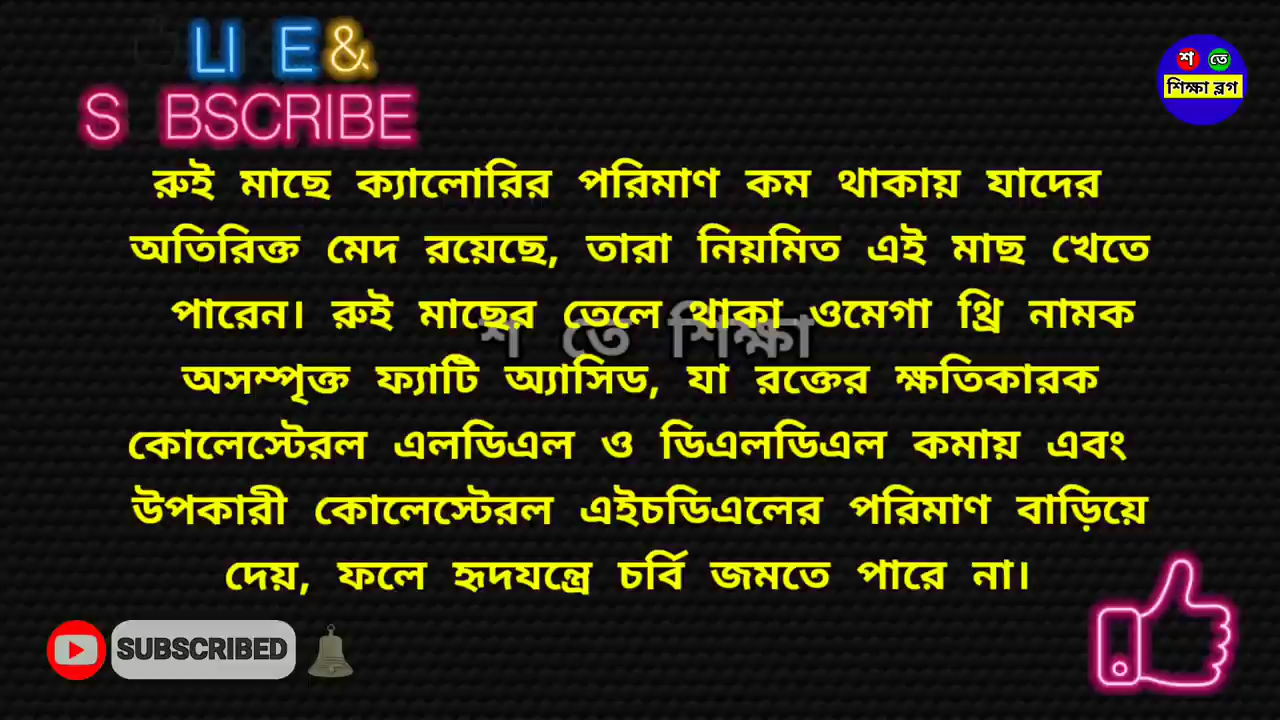 LI E &
S BSCRIBE
শ তে
শিক্ষা ব্লগ
রুই মাছে ক্যালোরির পরিমাণ কম থাকায় যাদের
অতিরিক্ত মেদ রয়েছে, তারা নিয়মিত এই মাছ খেতে
পারেন। রুই মাছের তেলে থাকা ওমেগা থ্রি নামক
শ তে শিক্ষা
অসম্পৃক্ত ফ্যাটি অ্যাসিড, যা রক্তের ক্ষতিকারক
কোলেস্টেরল এলডিএল ও ডিএলডিএল কমায় এবং
উপকারী কোলেস্টেরল এইচডিএলের পরিমাণ বাড়িয়ে
দেয়, ফলে হৃদযন্ত্রে চর্বি জমতে পারে না।
SUBSCRIBED